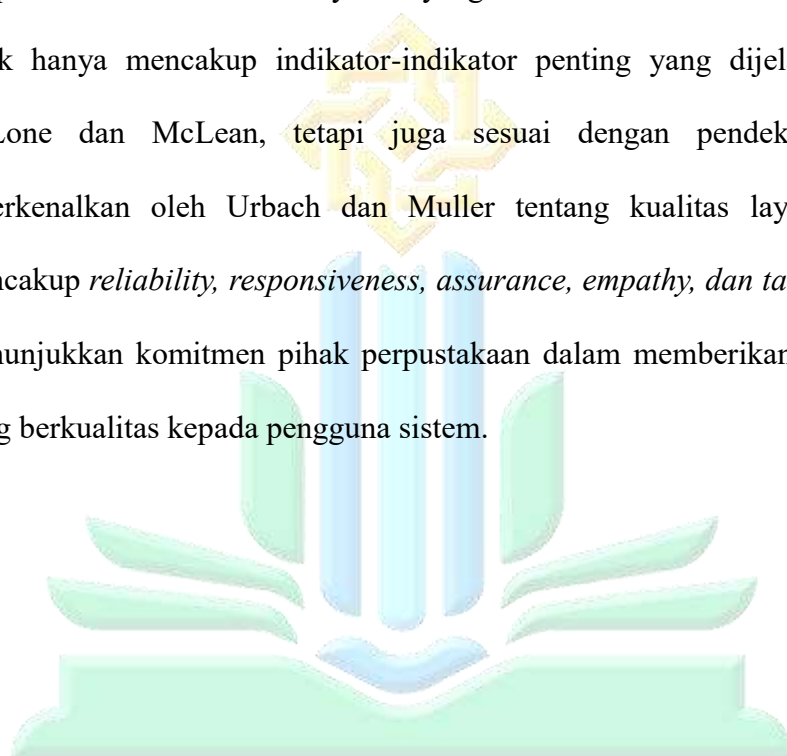 k hanya mencakup indikator-indikator penting yang dijel
Lone dan McLean, tetapi juga sesuai dengan pendek
erkenalkan oleh Urbach dan Muller tentang kualitas lay
ncakup reliability, responsiveness, assurance, empathy, dan ta
nunjukkan komitmen pihak perpustakaan dalam memberikan
g berkualitas kepada pengguna sistem.